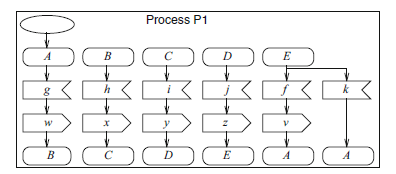 Process P1
A B C D E
g h i j f k
w x y z v
B C D E A A